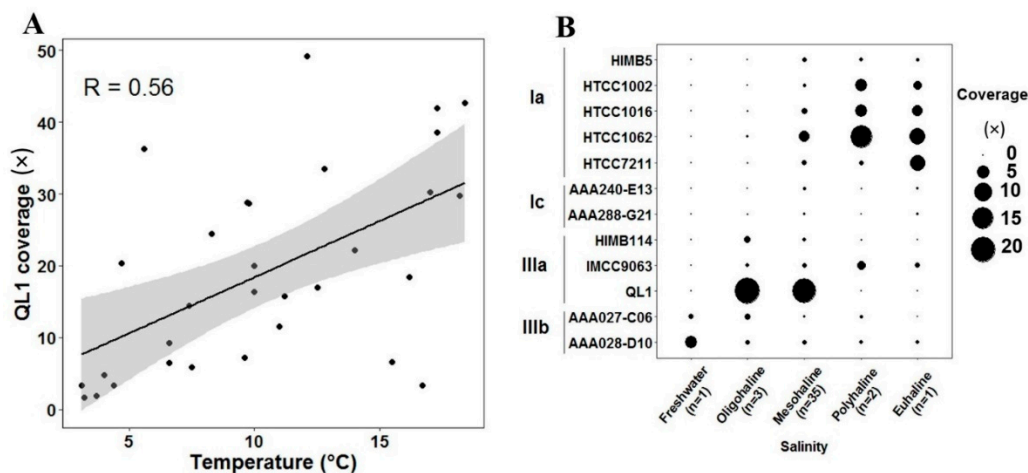 A
QL1 coverage (×)
50
40
30
20
10
0
R = 0.56
5
10
15
Temperature (°C)
B
Ia
HIMB5
HTCC1002
HTCC1016
HTCC1062
HTCC7211
Ic
AAA240-E13
AAA288-G21
IIIa
HIMB114
IMCC9063
QL1
IIIb
AAA027-C06
AAA028-D10
Freshwater
(n=1)
Oligohaline
(n=3)
Mesohaline
(n=35)
Polyhaline
(n=2)
Euhaline
(n=1)
Salinity
Coverage
(×)
0
5
10
15
20